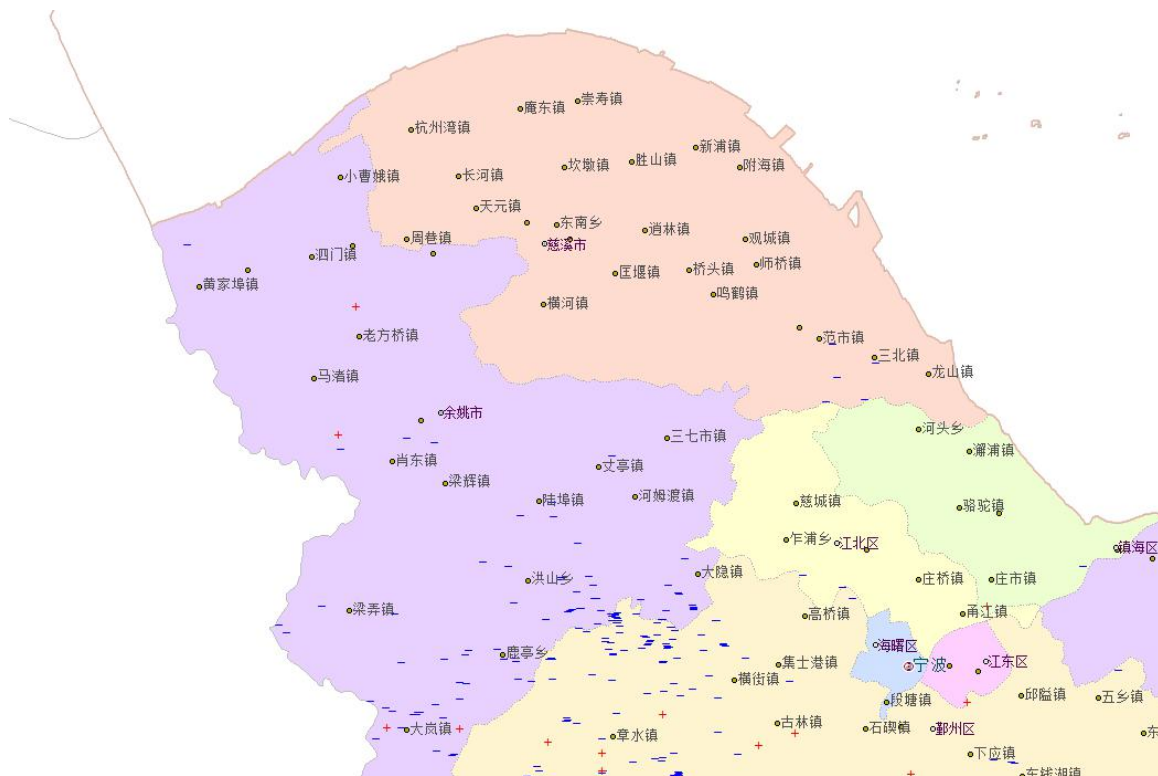 崇寿镇
庵东镇
杭州湾镇
新浦镇
胜山镇
坎墩镇
附海镇
小曹娥镇
长河镇
天元镇
东南乡
逍林镇
周巷镇
观城镇
慈溪市
泗门镇
师桥镇
桥头镇
匡堰镇
黄家埠镇
鸣鹤镇
横河镇
老方桥镇
范市镇
三北镇
龙山镇
马渚镇
余姚市
河头乡
三七市镇
澥浦镇
肖东镇
丈亭镇
梁辉镇
河姆渡镇
陆埠镇
慈城镇
骆驼镇
乍浦乡
江北区
镇海区
大隐镇
洪山乡
庄桥镇
庄市镇
梁弄镇
高桥镇
甬江镇
海曙区
鹿亭乡
集士港镇
宁波
江东区
横街镇
邱隘镇
五乡镇
段塘镇
古林镇
石碶镇
鄞州区
大岚镇
章水镇
东
下应镇
东钱湖镇